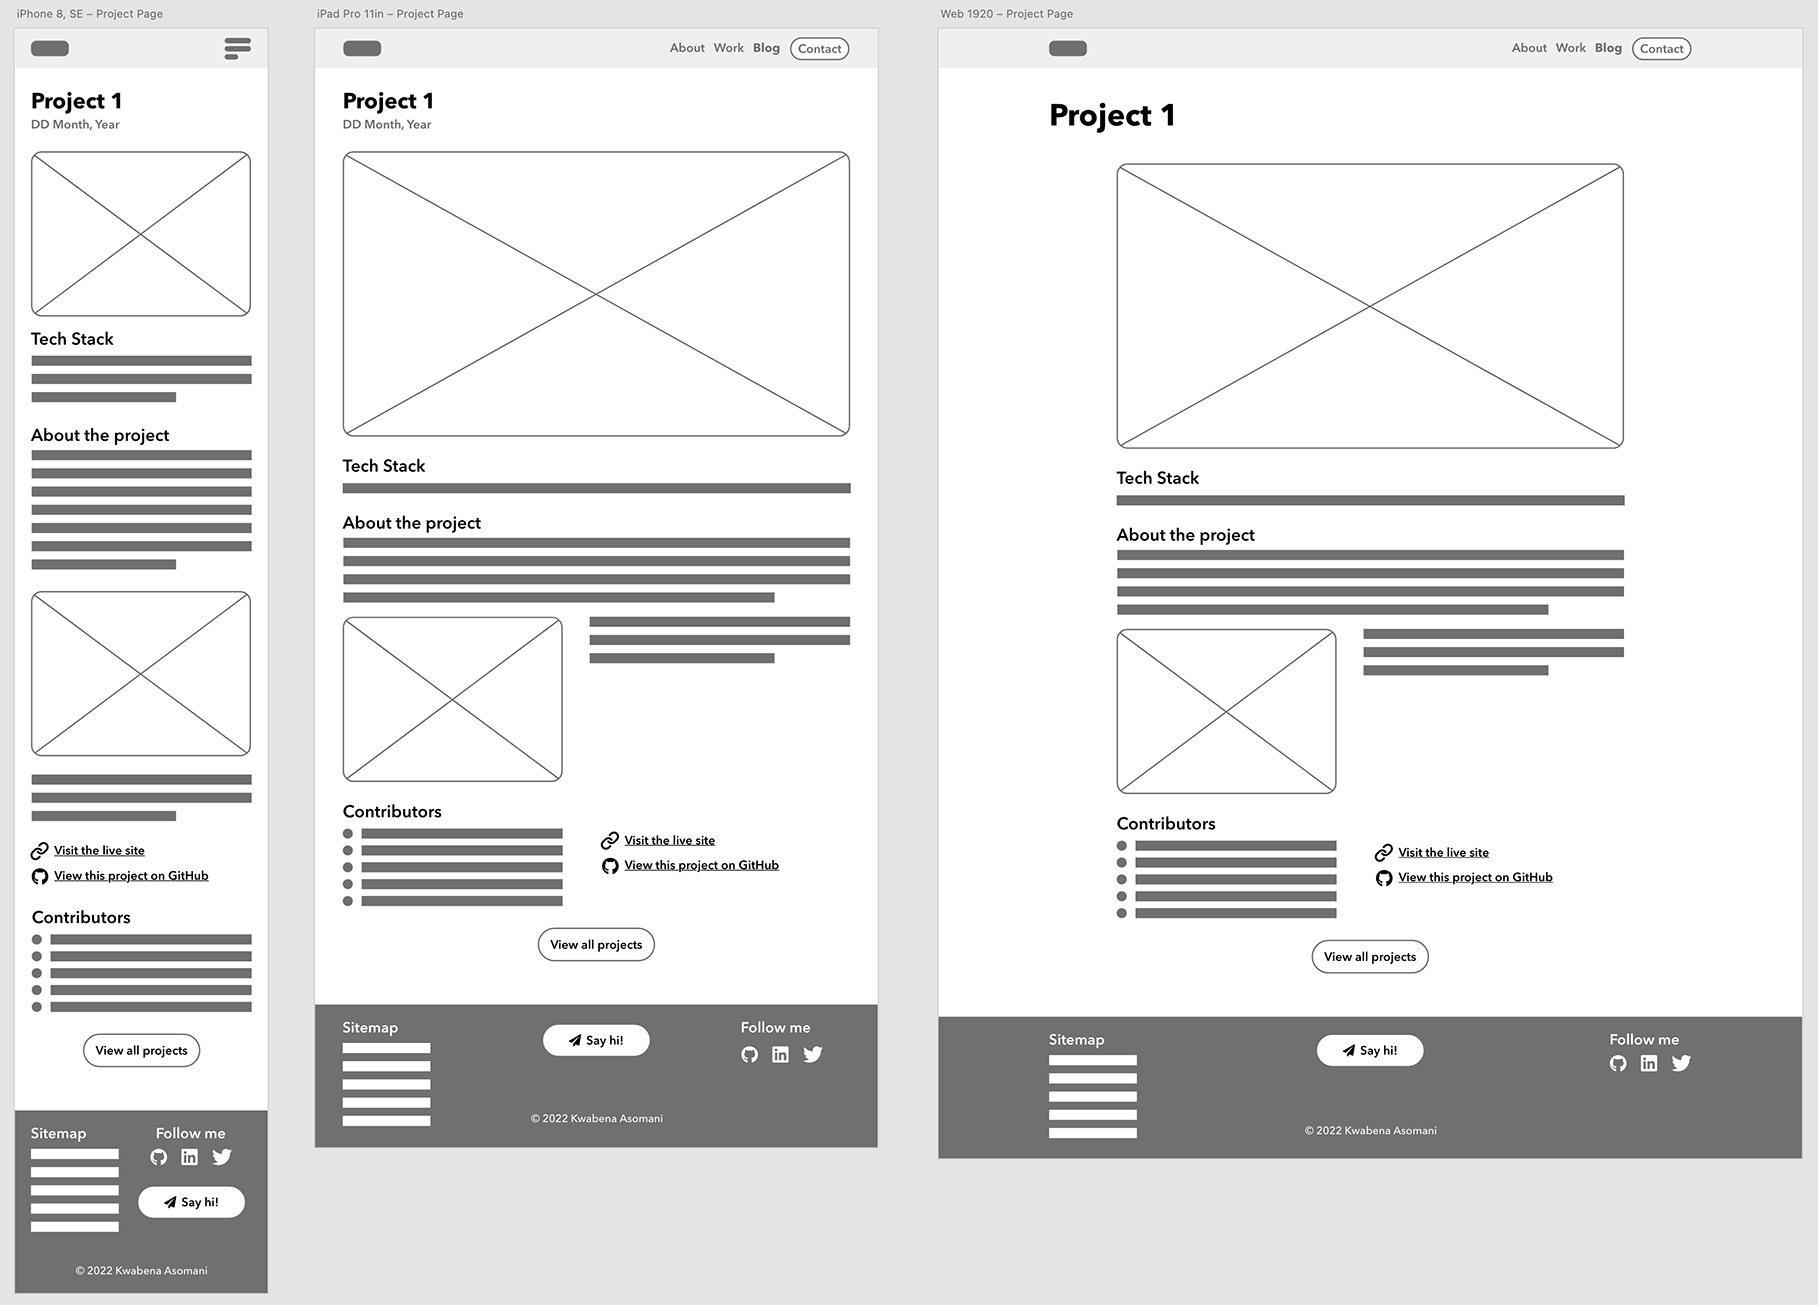 iPhone 8, SE – Project Page
Project 1
DD Month, Year
Tech Stack
About the project
Visit the live site
View this project on GitHub
Contributors
View all projects
Sitemap
Follow me
Say hi!
© 2022 Kwabena Asomani
iPad Pro 11in – Project Page
About Work Blog Contact
Project 1
DD Month, Year
Tech Stack
About the project
Contributors
Visit the live site
View this project on GitHub
View all projects
Sitemap
Say hi!
Follow me
© 2022 Kwabena Asomani
Web 1920 – Project Page
About Work Blog Contact
Project 1
Tech Stack
About the project
Contributors
Visit the live site
View this project on GitHub
View all projects
Sitemap
Say hi!
Follow me
© 2022 Kwabena Asomani